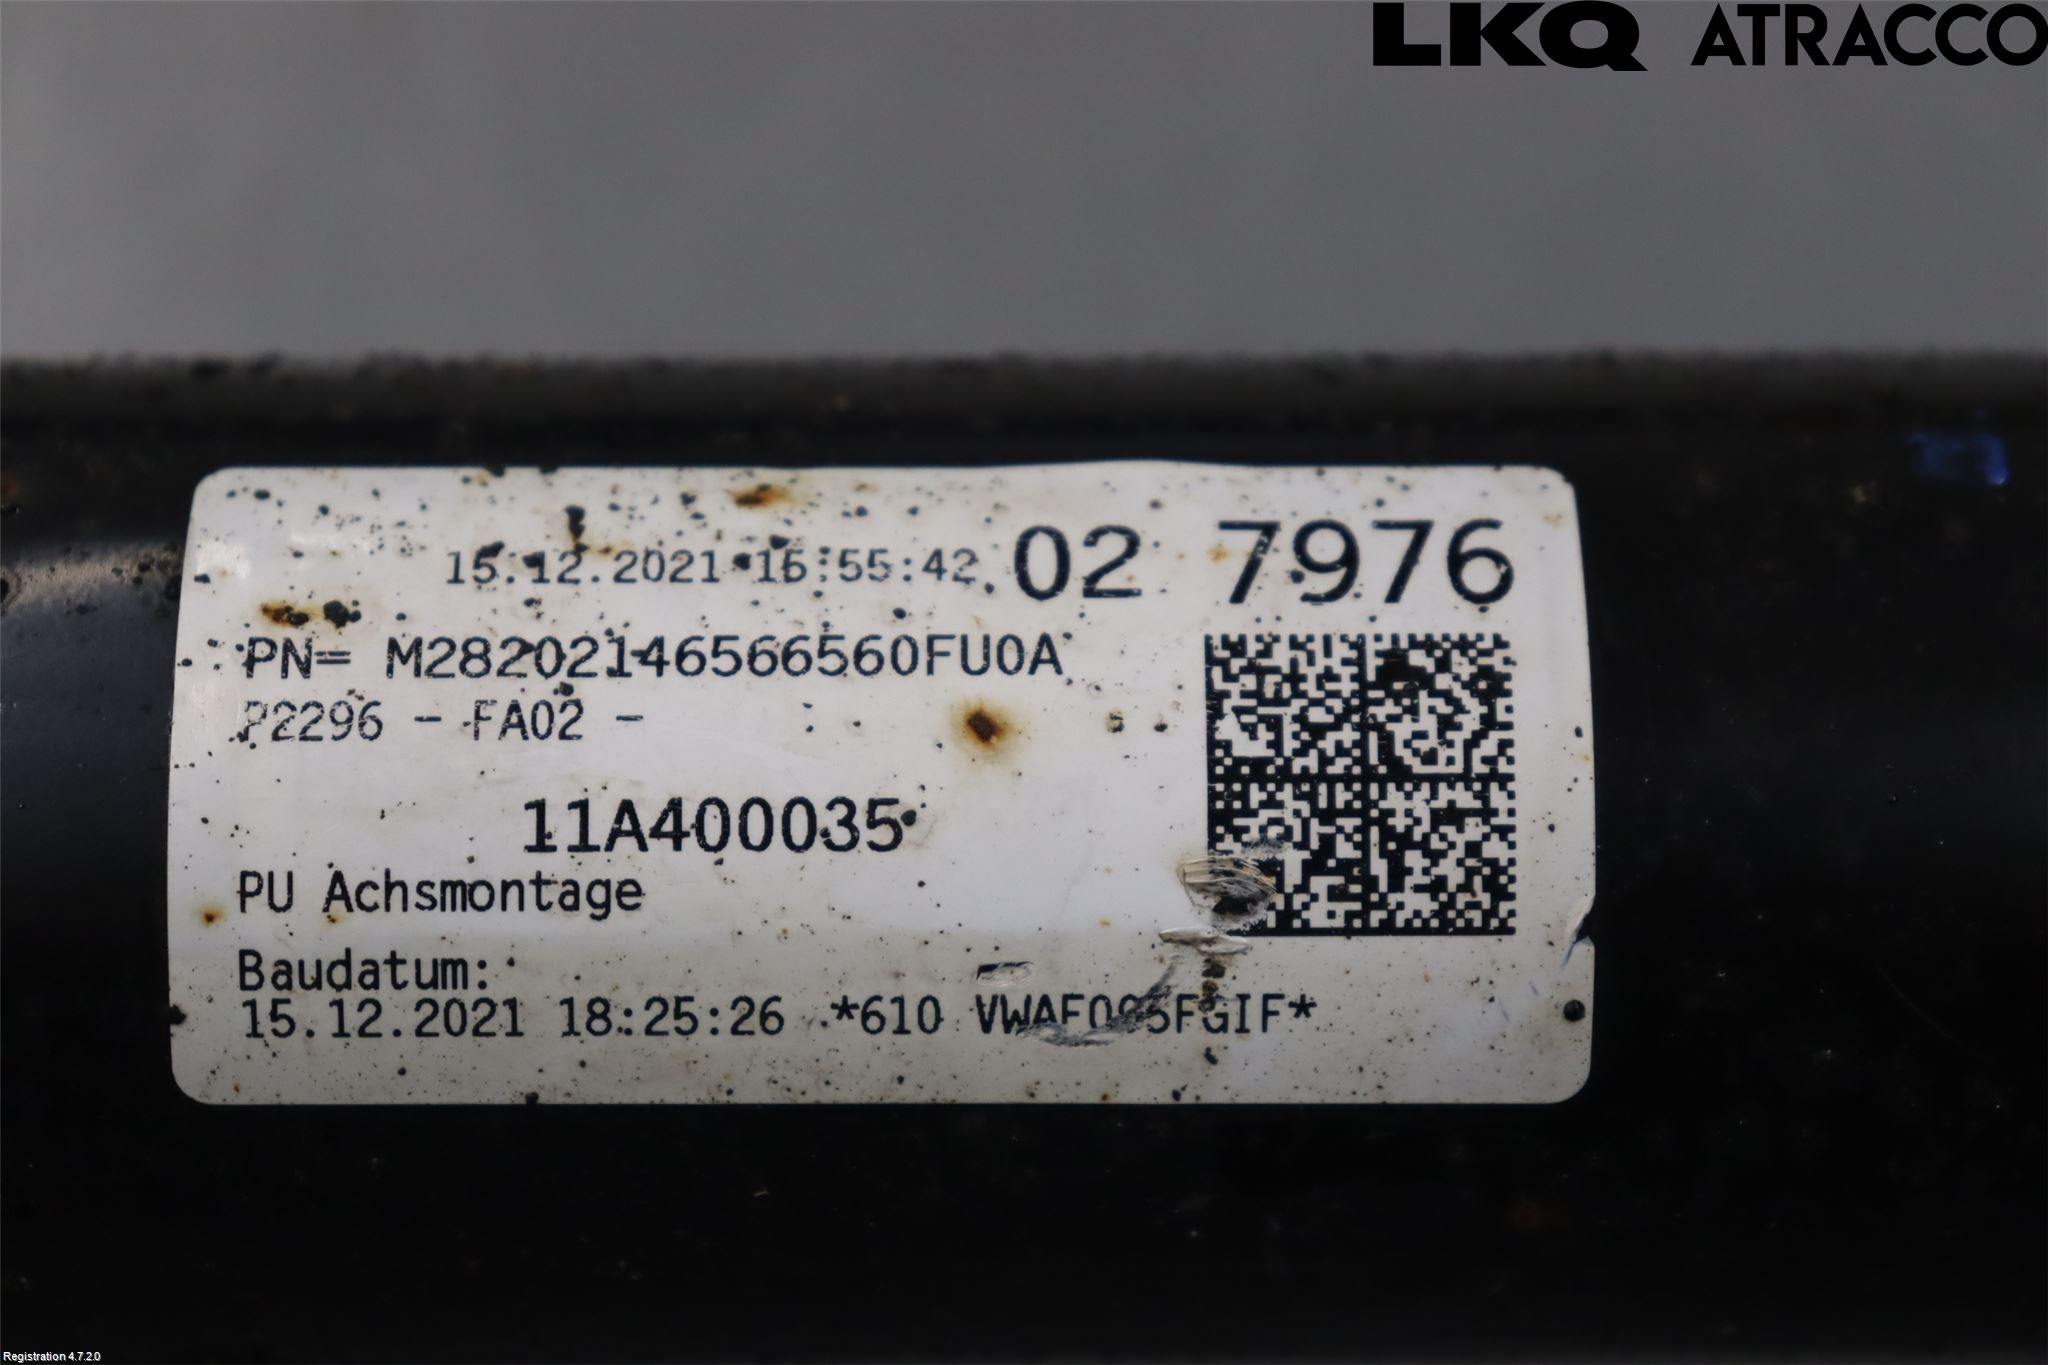 LKQ ATRACCO
15.12.2021 16:55:42 02 7976
PN= M28202146566560FU0A
P2296 - FA02 -
11A400035
PU Achsmontage
Baudatum:
15.12.2021 18:25:26 *610
Registration 4.7.2.0